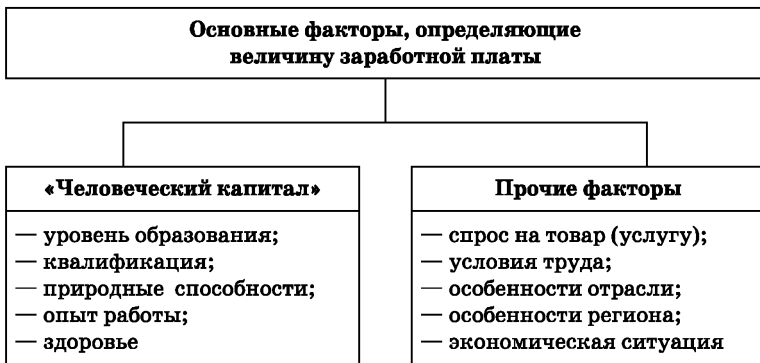 Основные факторы, определяющие
величину заработной платы
«Человеческий капитал»
— уровень образования;
— квалификация;
— природные способности;
— опыт работы;
— здоровье
Прочие факторы
— спрос на товар (услугу);
— условия труда;
— особенности отрасли;
— особенности региона;
— экономическая ситуация